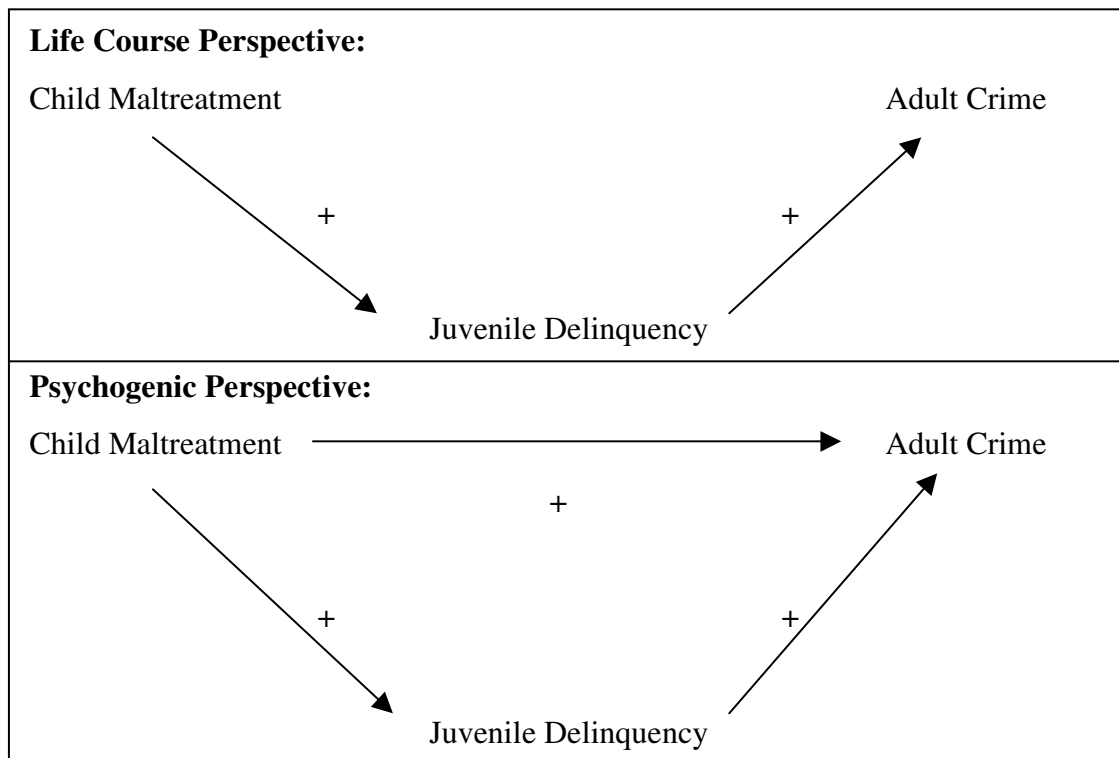 Life Course Perspective:
Child Maltreatment Adult Crime
+ +
Juvenile Delinquency
Psychogenic Perspective:
Child Maltreatment Adult Crime
+
+ +
Juvenile Delinquency